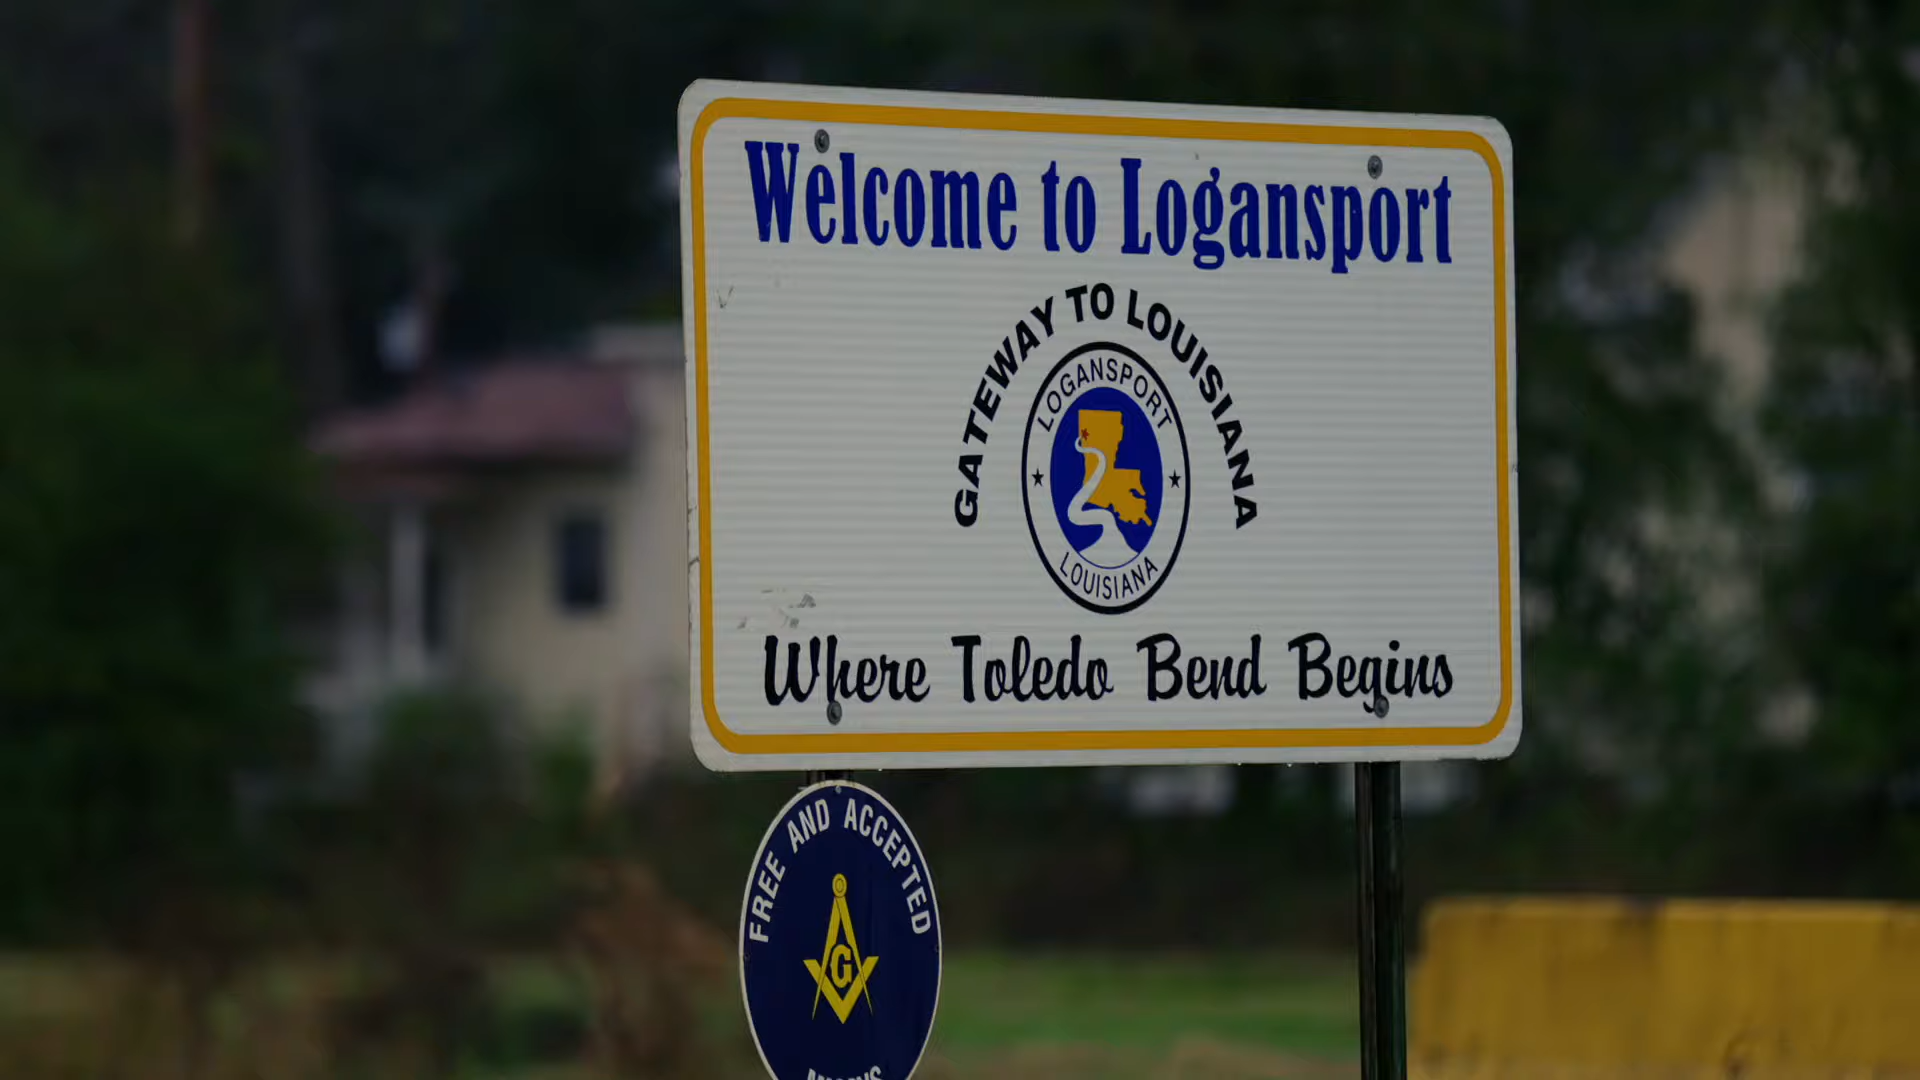 Welcome to Logansport
GATEWAY TO LOUISIANA
LOGANSPORT
LOUISIANA
Where Toledo Bend Begins
FREE AND ACCEPTED
G